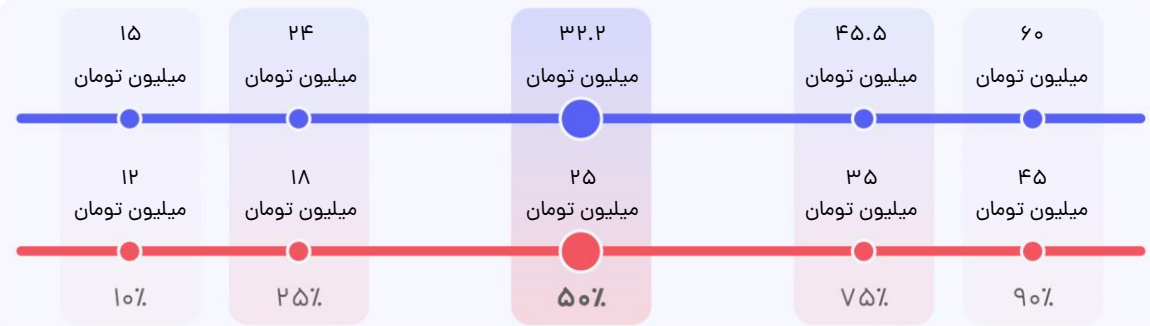 ۱۵
میلیون تومان
۲۴
میلیون تومان
۳۲.۲
میلیون تومان
۴۵.۵
میلیون تومان
۶۰
میلیون تومان
۱۲
میلیون تومان
۱۸
میلیون تومان
۲۵
میلیون تومان
۳۵
میلیون تومان
۴۵
میلیون تومان
۱۰٪
۲۵٪
۵۰٪
۷۵٪
۹۰٪